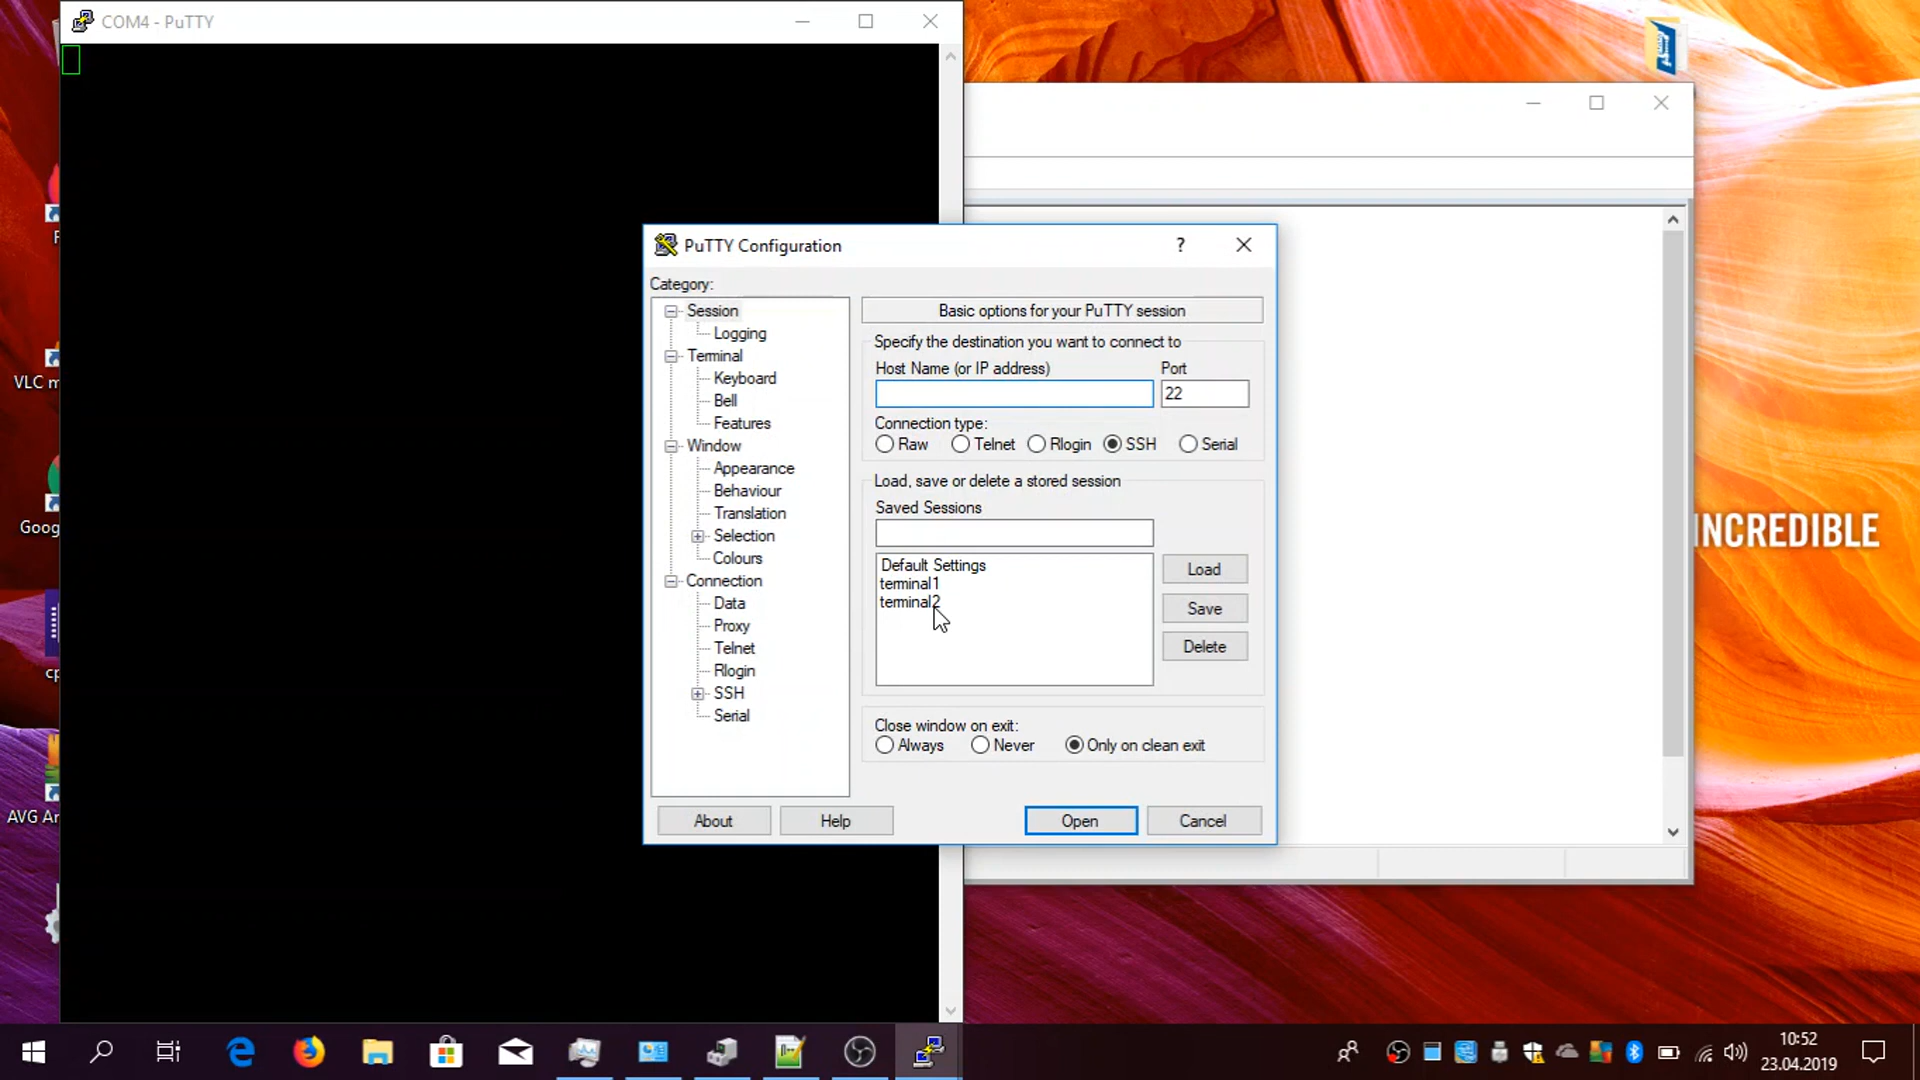 COM4 - PuTTY
PuTTY Configuration
?
Category:
Session
Logging
Terminal
Keyboard
Bell
Features
Window
Appearance
Behaviour
Translation
Selection
Colours
Connection
Data
Proxy
Telnet
Rlogin
SSH
Serial
Basic options for your PuTTY session
Specify the destination you want to connect to
Host Name (or IP address) Port
22
Connection type:
Raw Telnet Rlogin SSH Serial
Load, save or delete a stored session
Saved Sessions
Default Settings
terminal1
terminal2
Load
Save
Delete
Close window on exit:
Always Never Only on clean exit
About Help Open Cancel
VLC m
Goog
cp
AVG An
INCREDIBLE
10:52
23.04.2019